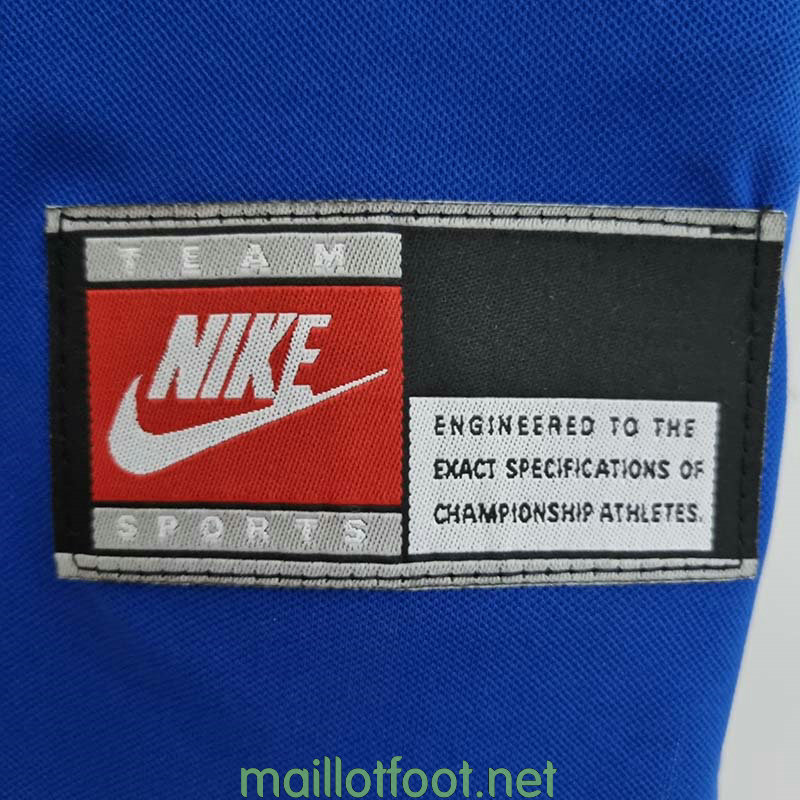 TEAM
NIKE
SPORTS
ENGINEERED TO THE
EXACT SPECIFICATIONS OF
CHAMPIONSHIP ATHLETES.
maillotfoot.net